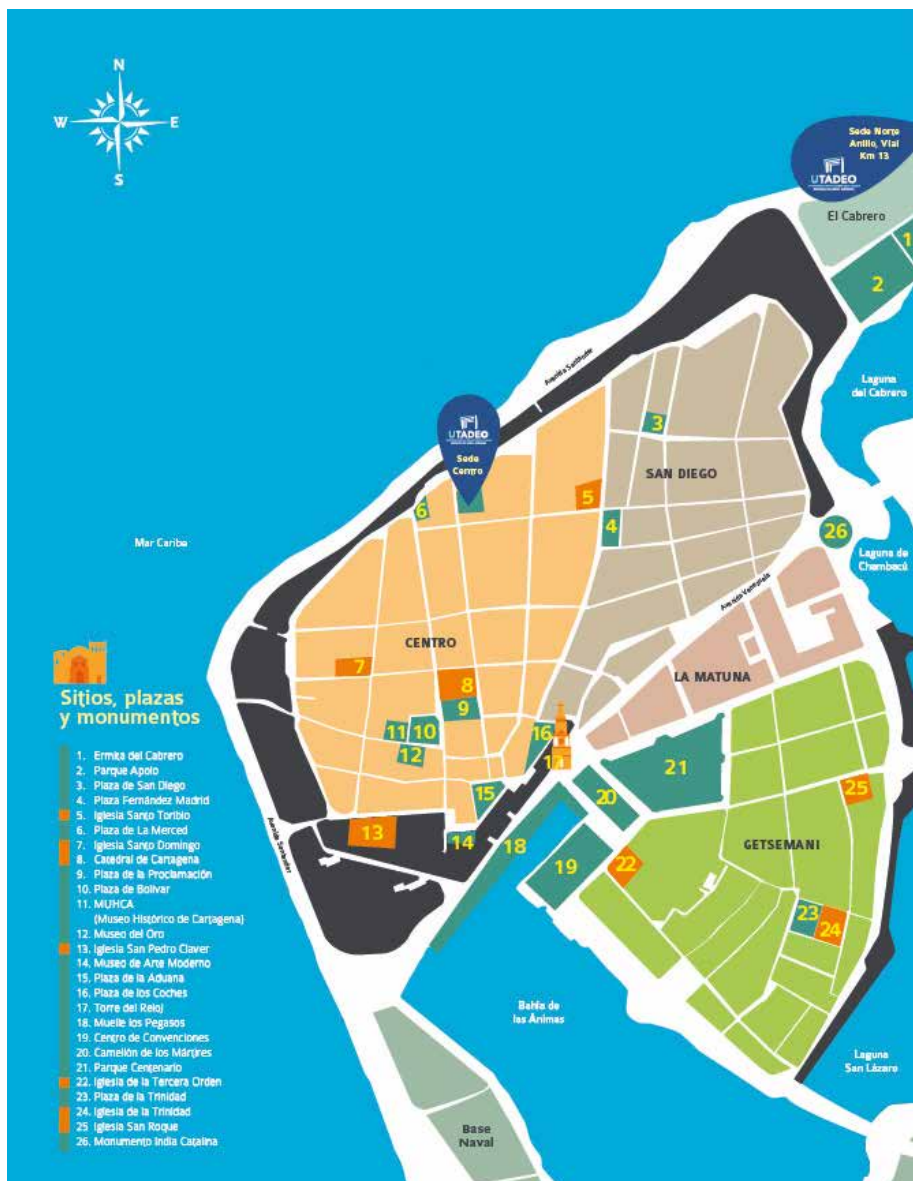 N
W
E
S
Sede Norte
Anillo, Vial
Km 13
UTADEO
El Cabrero
1
2
Laguna
del Cabrero
Avenida Santander
3
UTADEO
Sede
Centro
SAN DIEGO
5
6
4
26
Mar Caribe
Laguna de
Chambacú
Avenida Venezuela
CENTRO
7
8
LA MATUNA
9
11
10
16
12
17
21
15
20
25
Avenida Santander
13
14
18
19
22
GETSEMANI
23
24
Bahía de
las Ánimas
Laguna
San Lázaro
Base
Naval
Sitios, plazas
y monumentos
1. Ermita del Cabrero
2. Parque Apolo
3. Plaza de San Diego
4. Plaza Fernández Madrid
5. Iglesia Santo Toribio
6. Plaza de La Merced
7. Iglesia Santo Domingo
8. Catedral de Cartagena
9. Plaza de la Proclamación
10. Plaza de Bolívar
11. MUHCA
(Museo Histórico de Cartagena)
12. Museo del Oro
13. Iglesia San Pedro Claver
14. Museo de Arte Moderno
15. Plaza de la Aduana
16. Plaza de los Coches
17. Torre del Reloj
18. Muelle los Pegasos
19. Centro de Convenciones
20. Camellón de los Mártires
21. Parque Centenario
22. Iglesia de la Tercera Orden
23. Plaza de la Trinidad
24. Iglesia de la Trinidad
25 Iglesia San Roque
26. Monumento India Catalina